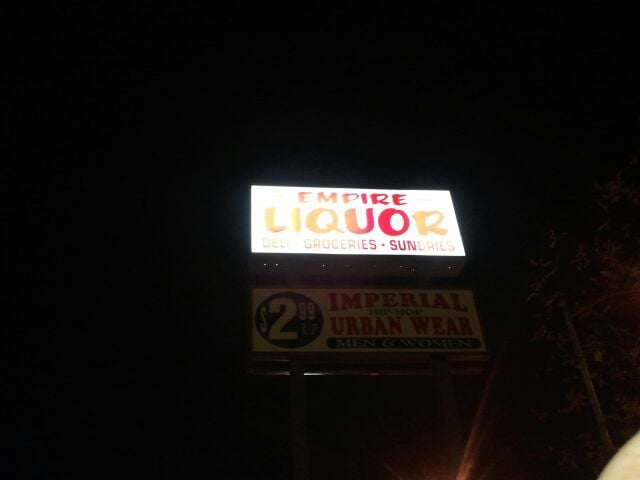 EMPIRE
LIQUOR
DELI • GROCERIES • SUNDRIES
$2.99
IMPERIAL
HIP-HOP
URBAN WEAR
MEN & WOMEN